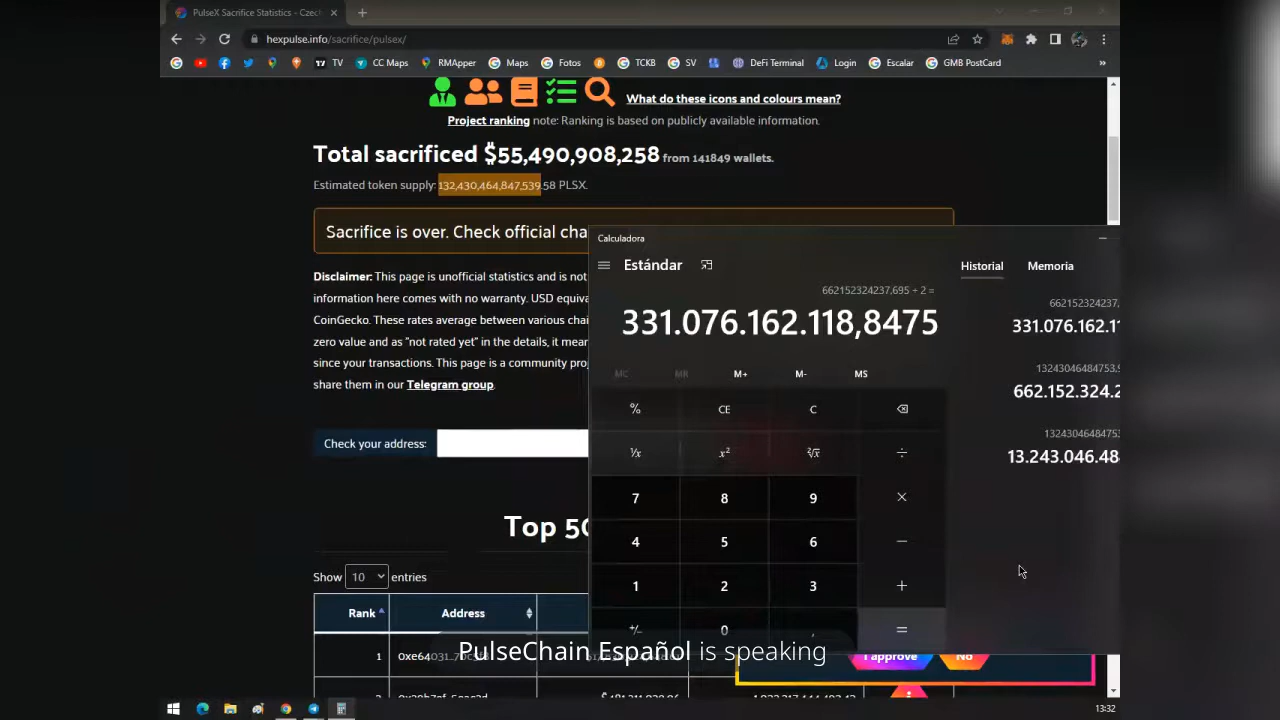 PulseX Sacrifice Statistics - Czech
hexpulse.info/sacrifice/pulsex/
TV CC Maps RMApper Maps Fotos TCKB SV DeFi Terminal Login Escalar GMB PostCard »
What do these icons and colours mean?
Project ranking note: Ranking is based on publicly available information.
Total sacrificed $55,490,908,258 from 141849 wallets.
Estimated token supply: 132,430,464,847,539.58 PLSX.
Sacrifice is over. Check official cha
Disclaimer: This page is unofficial statistics and is not
information here comes with no warranty. USD equiva
CoinGecko. These rates average between various chai
zero value and as "not rated yet" in the details, it mean
since your transactions. This page is a community proj
share them in our Telegram group.
Check your address:
Top 50
Show 10 entries
Rank Address
1
Calculadora
Estándar
662152324237,695 ÷ 2 =
331.076.162.118,8475
MC MR M+ M- MS
% CE C
⅟x x² ²√x ÷
7 8 9 ×
4 5 6 −
1 2 3 +
+/- 0 , =
Historial Memoria
662152324237,
331.076.162.11
13243046484753,9
662.152.324.2
1324304648475
13.243.046.48
PulseChain Español is speaking
I approve No
13:32